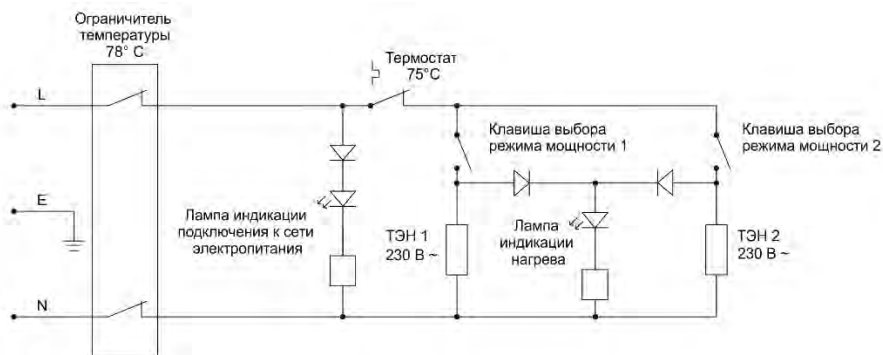 Ограничитель
температуры
78° C
Термостат
75°C
L
Клавиша выбора
режима мощности 1
Клавиша выбора
режима мощности 2
E
Лампа индикации
подключения к сети
электропитания
ТЭН 1
230 В ~
Лампа
индикации
нагрева
ТЭН 2
230 В ~
N